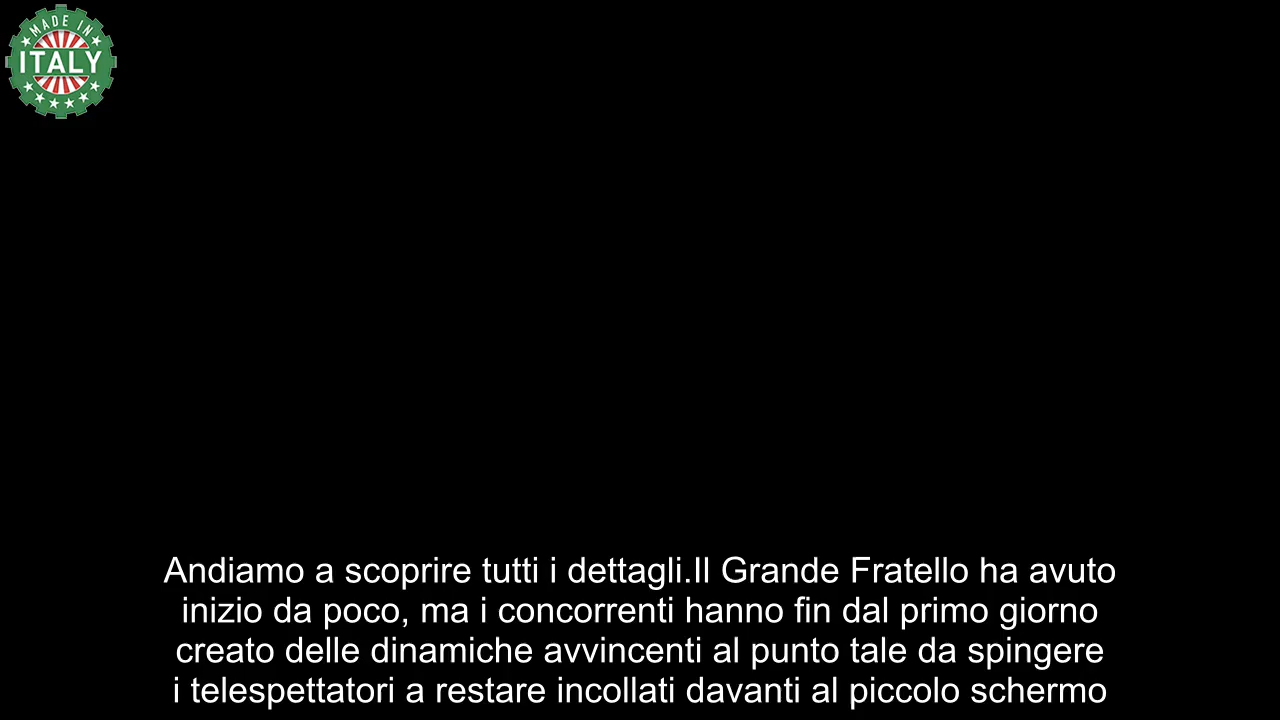 MADE IN
ITALY
Andiamo a scoprire tutti i dettagli.Il Grande Fratello ha avuto
inizio da poco, ma i concorrenti hanno fin dal primo giorno
creato delle dinamiche avvincenti al punto tale da spingere
i telespettatori a restare incollati davanti al piccolo schermo